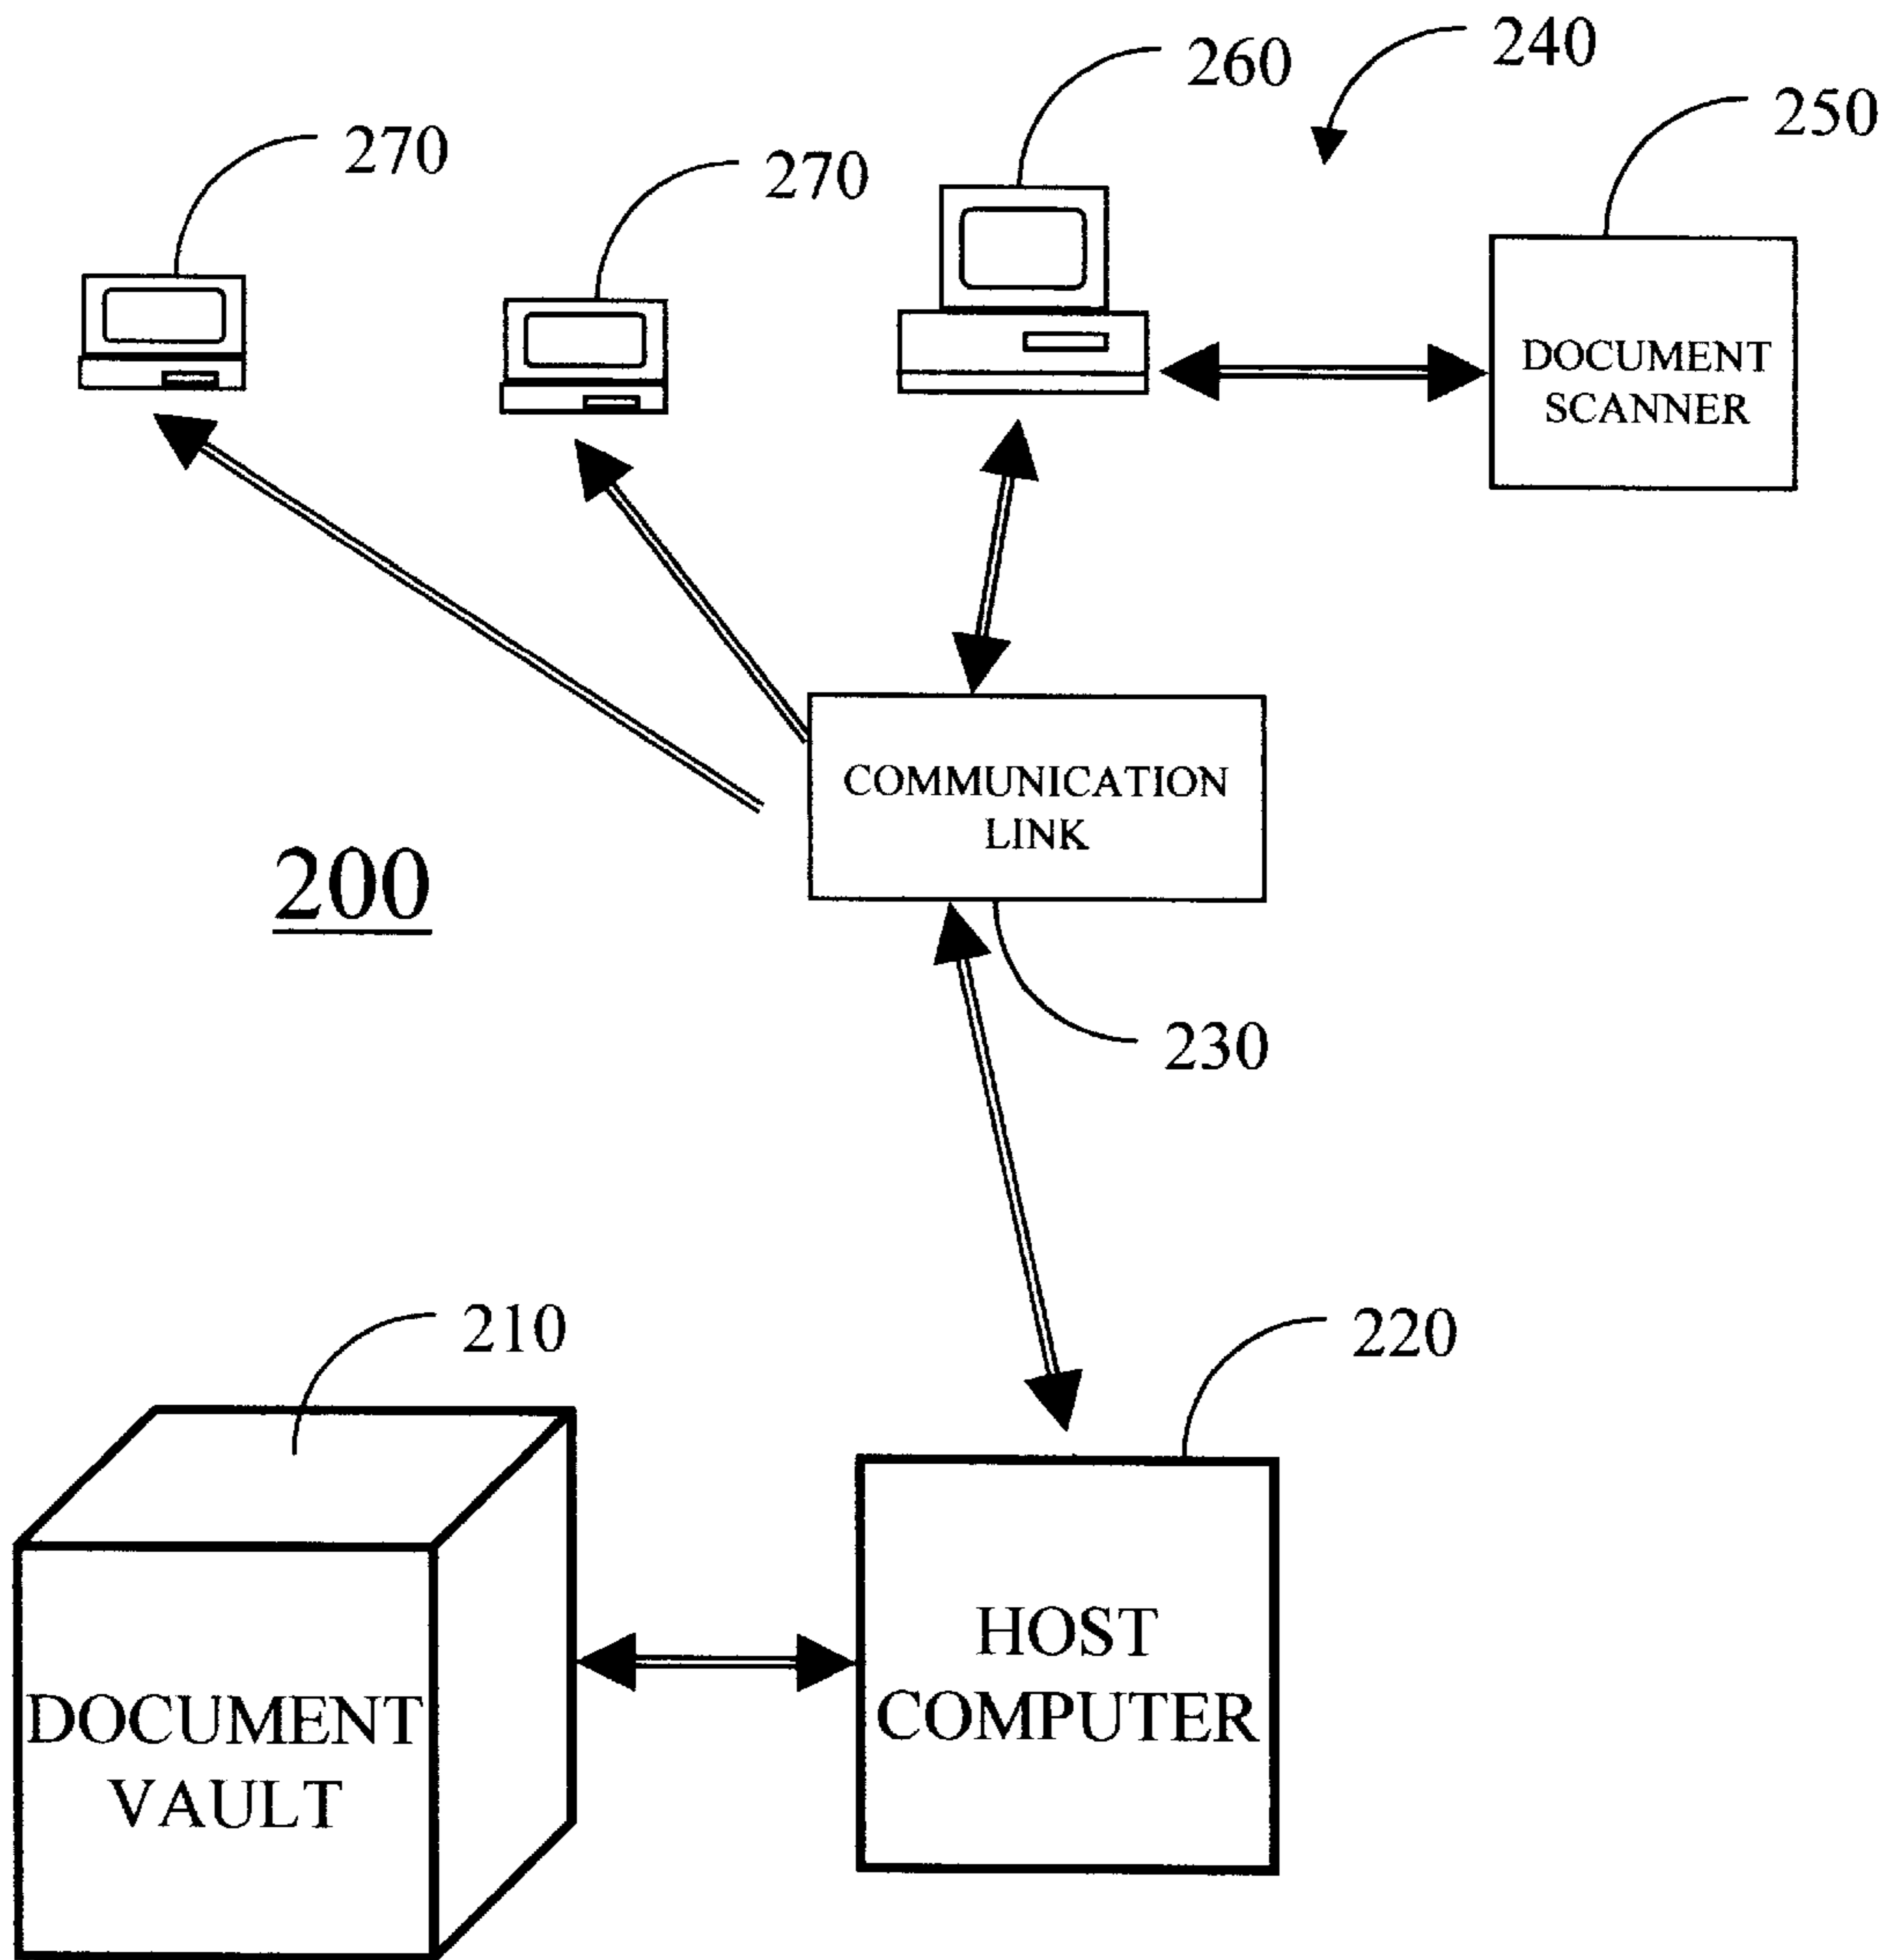 240
260
250
270
270
DOCUMENT
SCANNER
COMMUNICATION
LINK
200
230
210
220
HOST
COMPUTER
DOCUMENT
VAULT